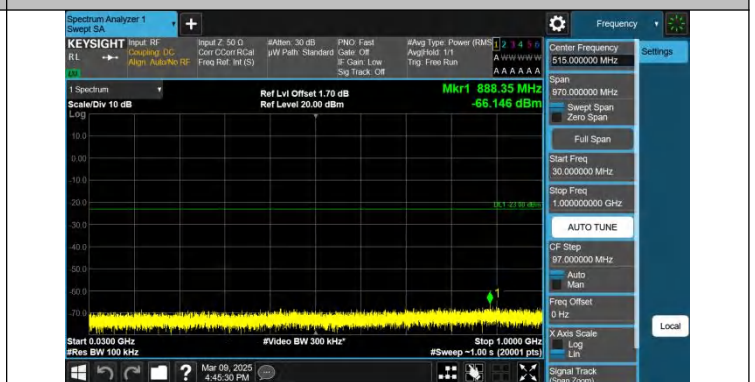 Spectrum Analyzer 1
Swept SA
Frequency
KEYSIGHT
RL
Input: RF
Coupling: DC
Align: Auto/No RF
Input Z: 50 Ω
Corr CCorr RCal
Freq Ref: Int (S)
#Atten: 30 dB
µW Path: Standard
PNO: Fast
Gate: Off
IF Gain: Low
Sig Track: Off
#Avg Type: Power (RMS)
Avg|Hold: 1/1
Trig: Free Run
1 2 3 4 5 6
A W W W W W
A A A A A A
1 Spectrum
Scale/Div 10 dB
Log
Ref Lvl Offset 1.70 dB
Ref Level 20.00 dBm
Mkr1 888.35 MHz
-66.146 dBm
10.0
0.00
-10.0
-20.0
-30.0
-40.0
-50.0
-60.0
-70.0
1
Start 0.0300 GHz
#Res BW 100 kHz
#Video BW 300 kHz*
Stop 1.0000 GHz
#Sweep ~1.00 s (20001 pts)
Mar 09, 2025
4:45:30 PM
Center Frequency
515.000000 MHz
Settings
Span
970.000000 MHz
Swept Span
Zero Span
Full Span
Start Freq
30.000000 MHz
Stop Freq
1.000000000 GHz
AUTO TUNE
CF Step
97.000000 MHz
Auto
Man
Freq Offset
0 Hz
X Axis Scale
Log
Lin
Local
Signal Track
(Span Zoom)